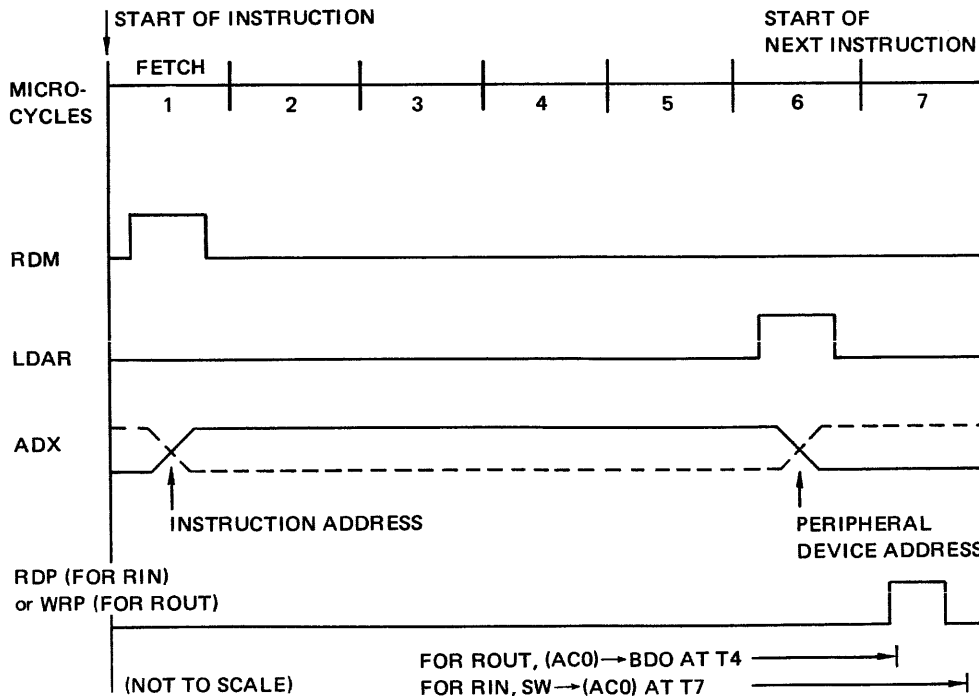 START OF INSTRUCTION
START OF
NEXT INSTRUCTION
FETCH
MICRO-
CYCLES
1 2 3 4 5 6 7
RDM
LDAR
ADX
INSTRUCTION ADDRESS
PERIPHERAL
DEVICE ADDRESS
RDP (FOR RIN)
or WRP (FOR ROUT)
FOR ROUT, (AC0)→BDO AT T4
(NOT TO SCALE)
FOR RIN, SW→(AC0) AT T7